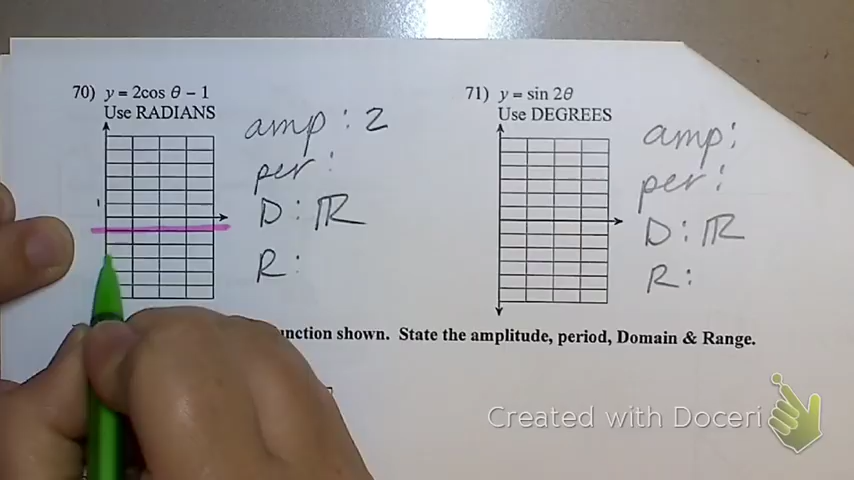 70) y = 2cos θ − 1
Use RADIANS
amp : 2
per :
D : ℝ
R :
1
71) y = sin 2θ
Use DEGREES
amp :
per :
D : ℝ
R :
unction shown. State the amplitude, period, Domain & Range.
Created with Doceri